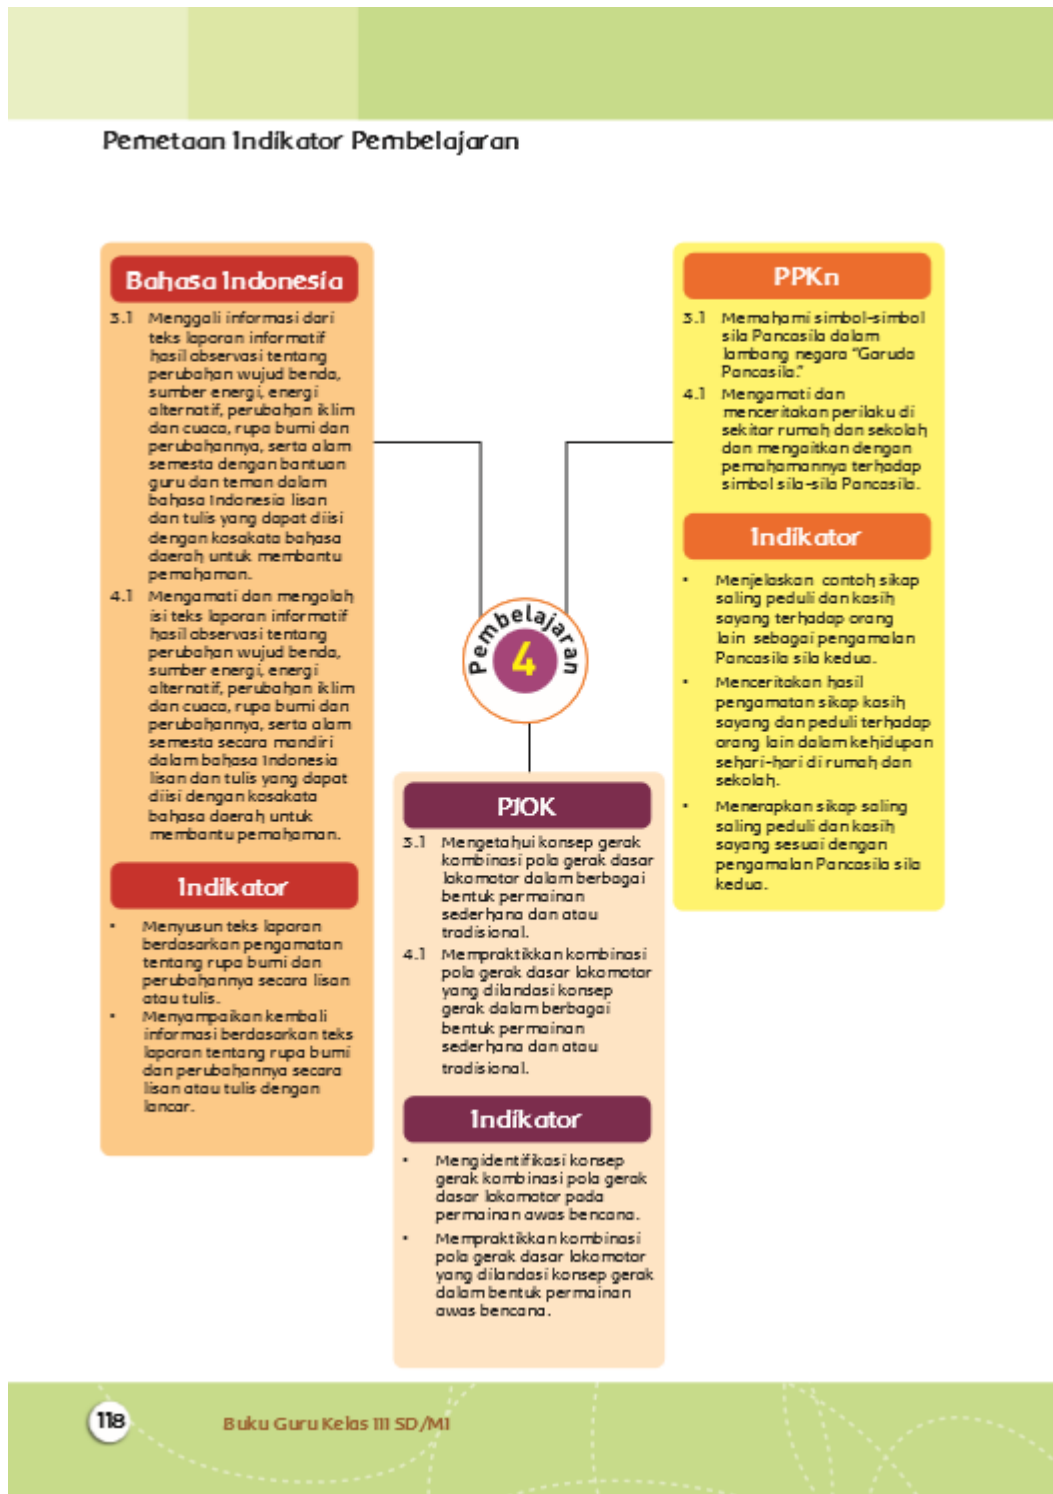 Pemetaan Indikator Pembelajaran
Bahasa Indonesia
3.1 Menggali informasi dari
teks laporan informatif
hasil observasi tentang
perubahan wujud benda,
sumber energi, energi
alternatif, perubahan iklim
dan cuaca, rupa bumi dan
perubahannya, serta alam
semesta dengan bantuan
guru dan teman dalam
bahasa Indonesia lisan
dan tulis yang dapat diisi
dengan kosakata bahasa
daerah untuk membantu
pemahaman.
4.1 Mengamati dan mengolah
isi teks laporan informatif
hasil observasi tentang
perubahan wujud benda,
sumber energi, energi
alternatif, perubahan iklim
dan cuaca, rupa bumi dan
perubahannya, serta alam
semesta secara mandiri
dalam bahasa Indonesia
lisan dan tulis yang dapat
diisi dengan kosakata
bahasa daerah untuk
membantu pemahaman.
Indikator
• Menyusun teks laporan
berdasarkan pengamatan
tentang rupa bumi dan
perubahannya secara lisan
atau tulis.
• Menyampaikan kembali
informasi berdasarkan teks
laporan tentang rupa bumi
dan perubahannya secara
lisan atau tulis dengan
lancar.
PPKn
3.1 Memahami simbol-simbol
sila Pancasila dalam
lambang negara “Garuda
Pancasila.”
4.1 Mengamati dan
menceritakan perilaku di
sekitar rumah dan sekolah
dan mengaitkan dengan
pemahamannya terhadap
simbol sila-sila Pancasila.
Indikator
• Menjelaskan contoh sikap
saling peduli dan kasih
sayang terhadap orang
lain sebagai pengamalan
Pancasila sila kedua.
• Menceritakan hasil
pengamatan sikap kasih
sayang dan peduli terhadap
orang lain dalam kehidupan
sehari-hari di rumah dan
sekolah.
• Menerapkan sikap saling
saling peduli dan kasih
sayang sesuai dengan
pengamalan Pancasila sila
kedua.
Pembelajaran
4
PJOK
3.1 Mengetahui konsep gerak
kombinasi pola gerak dasar
lokomotor dalam berbagai
bentuk permainan
sederhana dan atau
tradisional.
4.1 Mempraktikkan kombinasi
pola gerak dasar lokomotor
yang dilandasi konsep
gerak dalam berbagai
bentuk permainan
sederhana dan atau
tradisional.
Indikator
• Mengidentifikasi konsep
gerak kombinasi pola gerak
dasar lokomotor pada
permainan awas bencana.
• Mempraktikkan kombinasi
pola gerak dasar lokomotor
yang dilandasi konsep gerak
dalam bentuk permainan
awas bencana.
118
Buku Guru Kelas III SD/MI